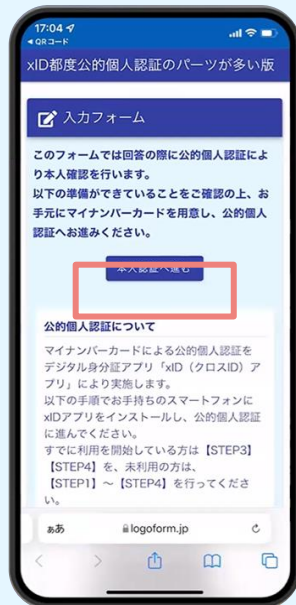 17:04
◀ QRコード
xID都度公的個人認証のパーツが多い版
入力フォーム
このフォームでは回答の際に公的個人認証によ
り本人確認を行います。
以下の準備ができていることをご確認の上、お
手元にマイナンバーカードを用意し、公的個人
認証へお進みください。
本人認証へ進む
公的個人認証について
マイナンバーカードによる公的個人認証を
デジタル身分証アプリ「xID（クロスID）ア
プリ」により実施します。
以下の手順でお手持ちのスマートフォンに
xIDアプリをインストールし、公的個人認証
に進んでください。
すでに利用を開始している方は【STEP3】
【STEP4】を、未利用の方は、
【STEP1】～【STEP4】を行ってくださ
い。
ぁあ
logoform.jp